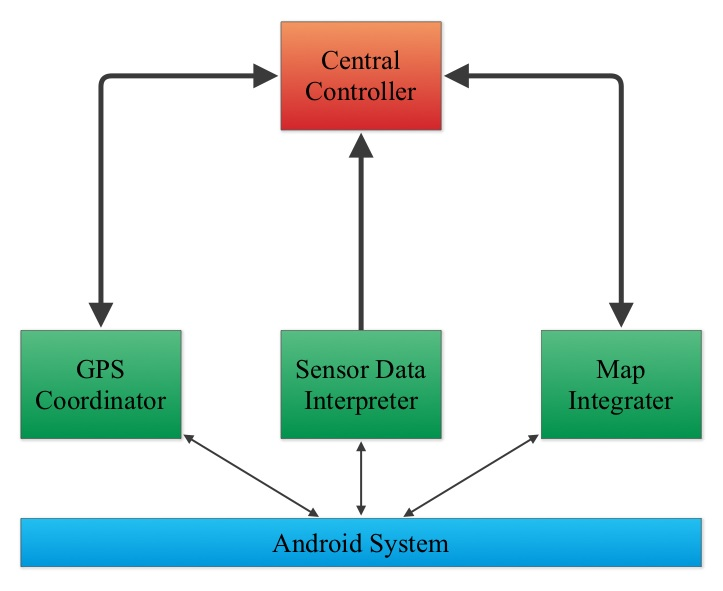 Central
Controller
GPS
Coordinator
Sensor Data
Interpreter
Map
Integrater
Android System